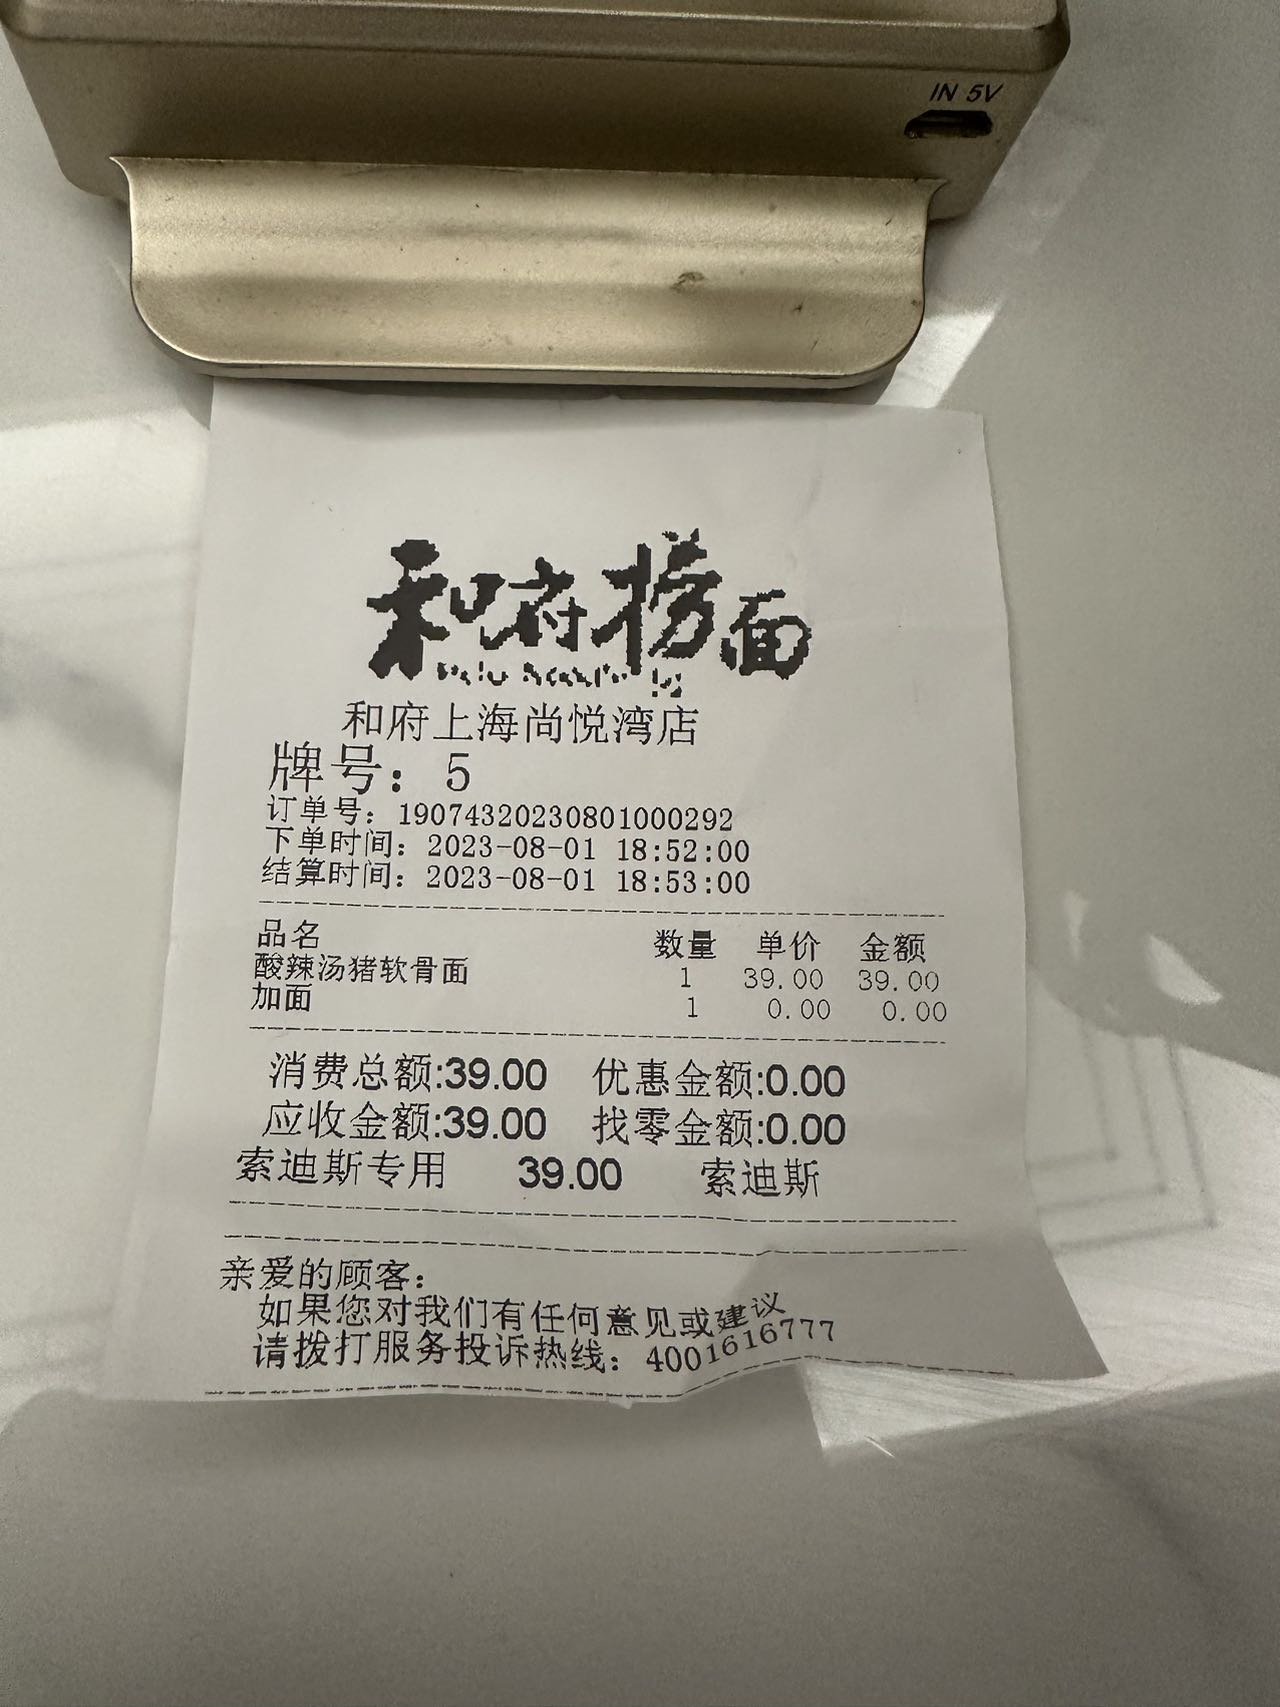 IN 5V
和府捞面
和府上海尚悦湾店
牌号：5
订单号：19074320230801000292
下单时间：2023-08-01 18:52:00
结算时间：2023-08-01 18:53:00
品名 数量 单价 金额
酸辣汤猪软骨面 1 39.00 39.00
加面 1 0.00 0.00
消费总额:39.00 优惠金额:0.00
应收金额:39.00 找零金额:0.00
索迪斯专用 39.00 索迪斯
亲爱的顾客：
如果您对我们有任何意见或建议
请拨打服务投诉热线：4001616777